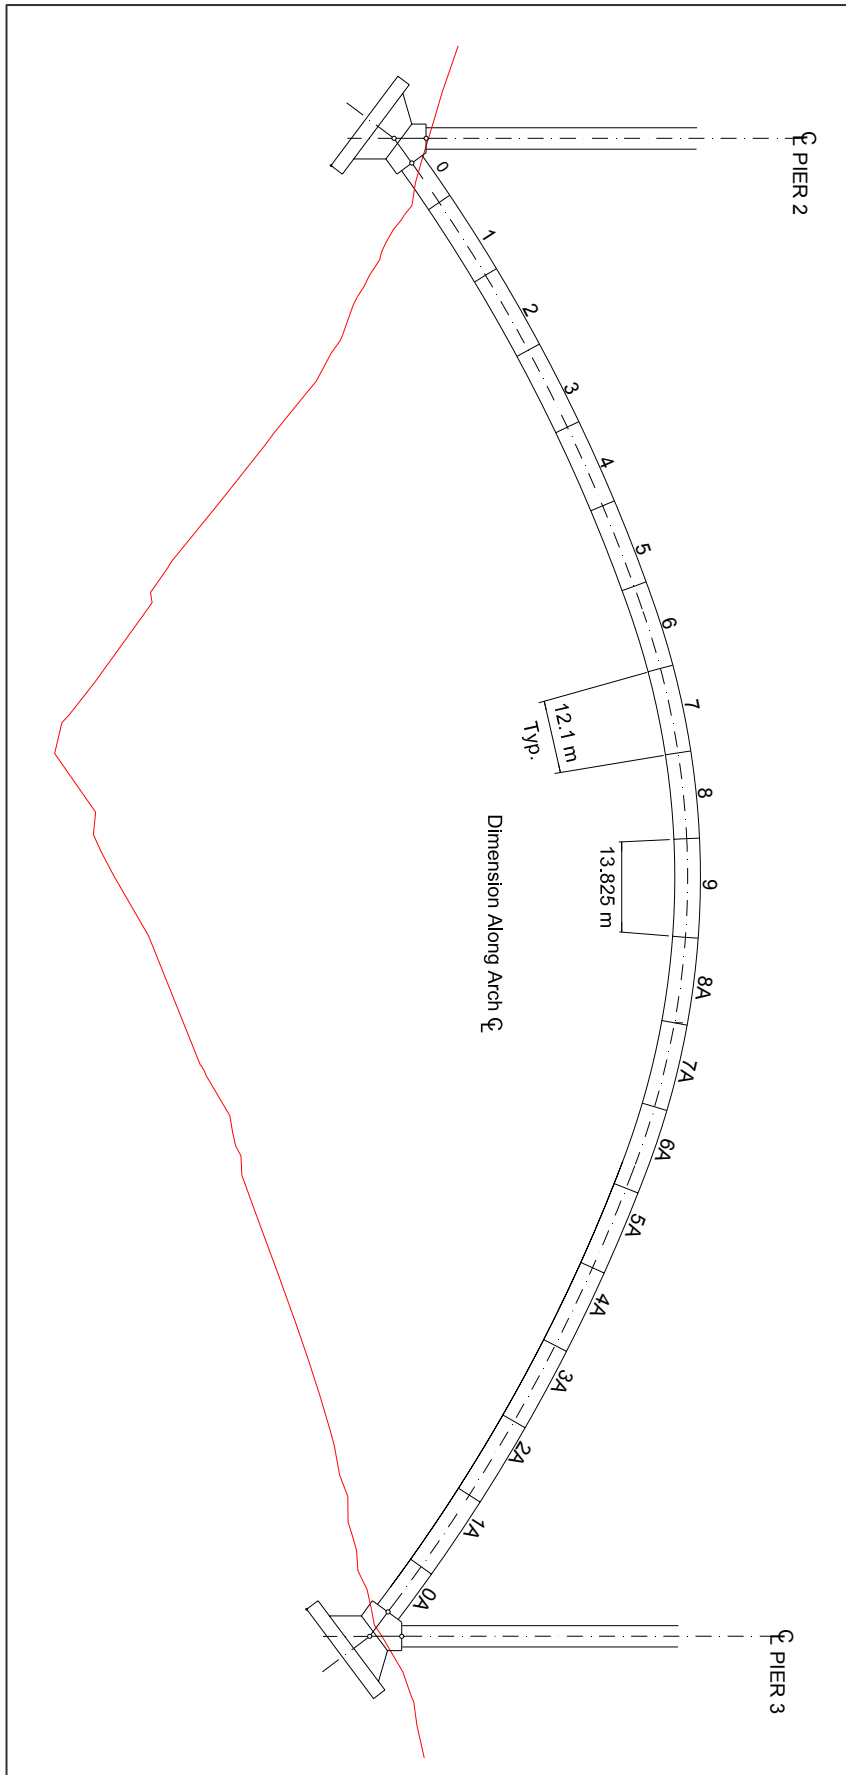 ℄ PIER 2
0
1
2
3
4
5
6
7
8
9
8A
7A
6A
5A
4A
3A
2A
1A
0A
12.1 m
Typ.
13.825 m
Dimension Along Arch ℄
℄ PIER 3